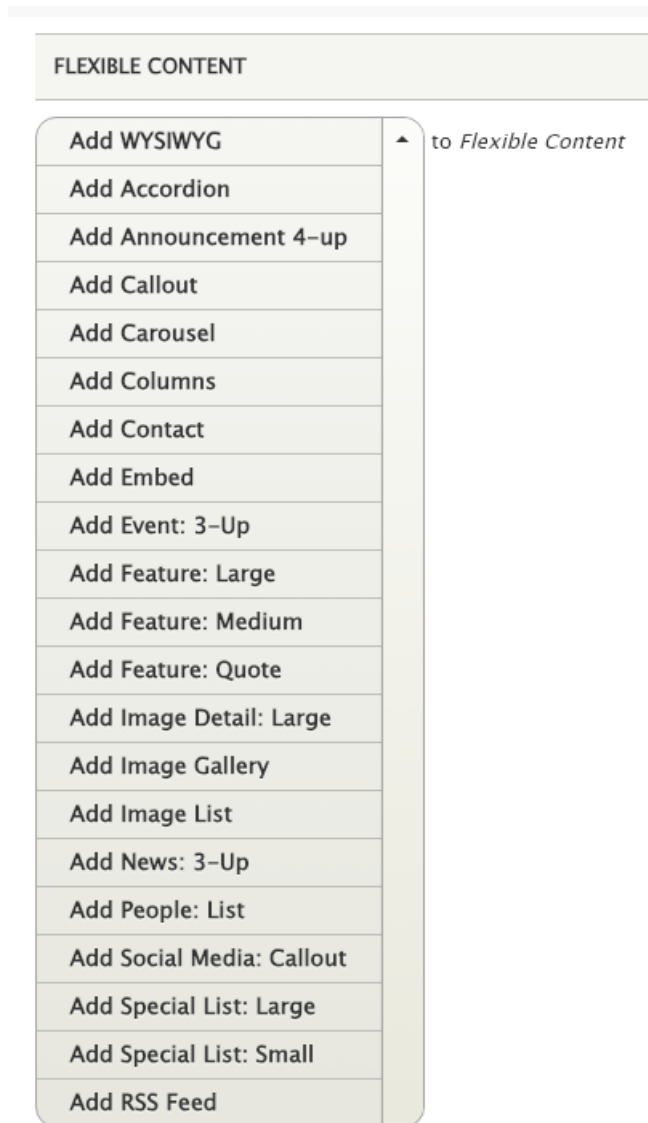 FLEXIBLE CONTENT
Add WYSIWYG to Flexible Content
Add Accordion
Add Announcement 4-up
Add Callout
Add Carousel
Add Columns
Add Contact
Add Embed
Add Event: 3-Up
Add Feature: Large
Add Feature: Medium
Add Feature: Quote
Add Image Detail: Large
Add Image Gallery
Add Image List
Add News: 3-Up
Add People: List
Add Social Media: Callout
Add Special List: Large
Add Special List: Small
Add RSS Feed